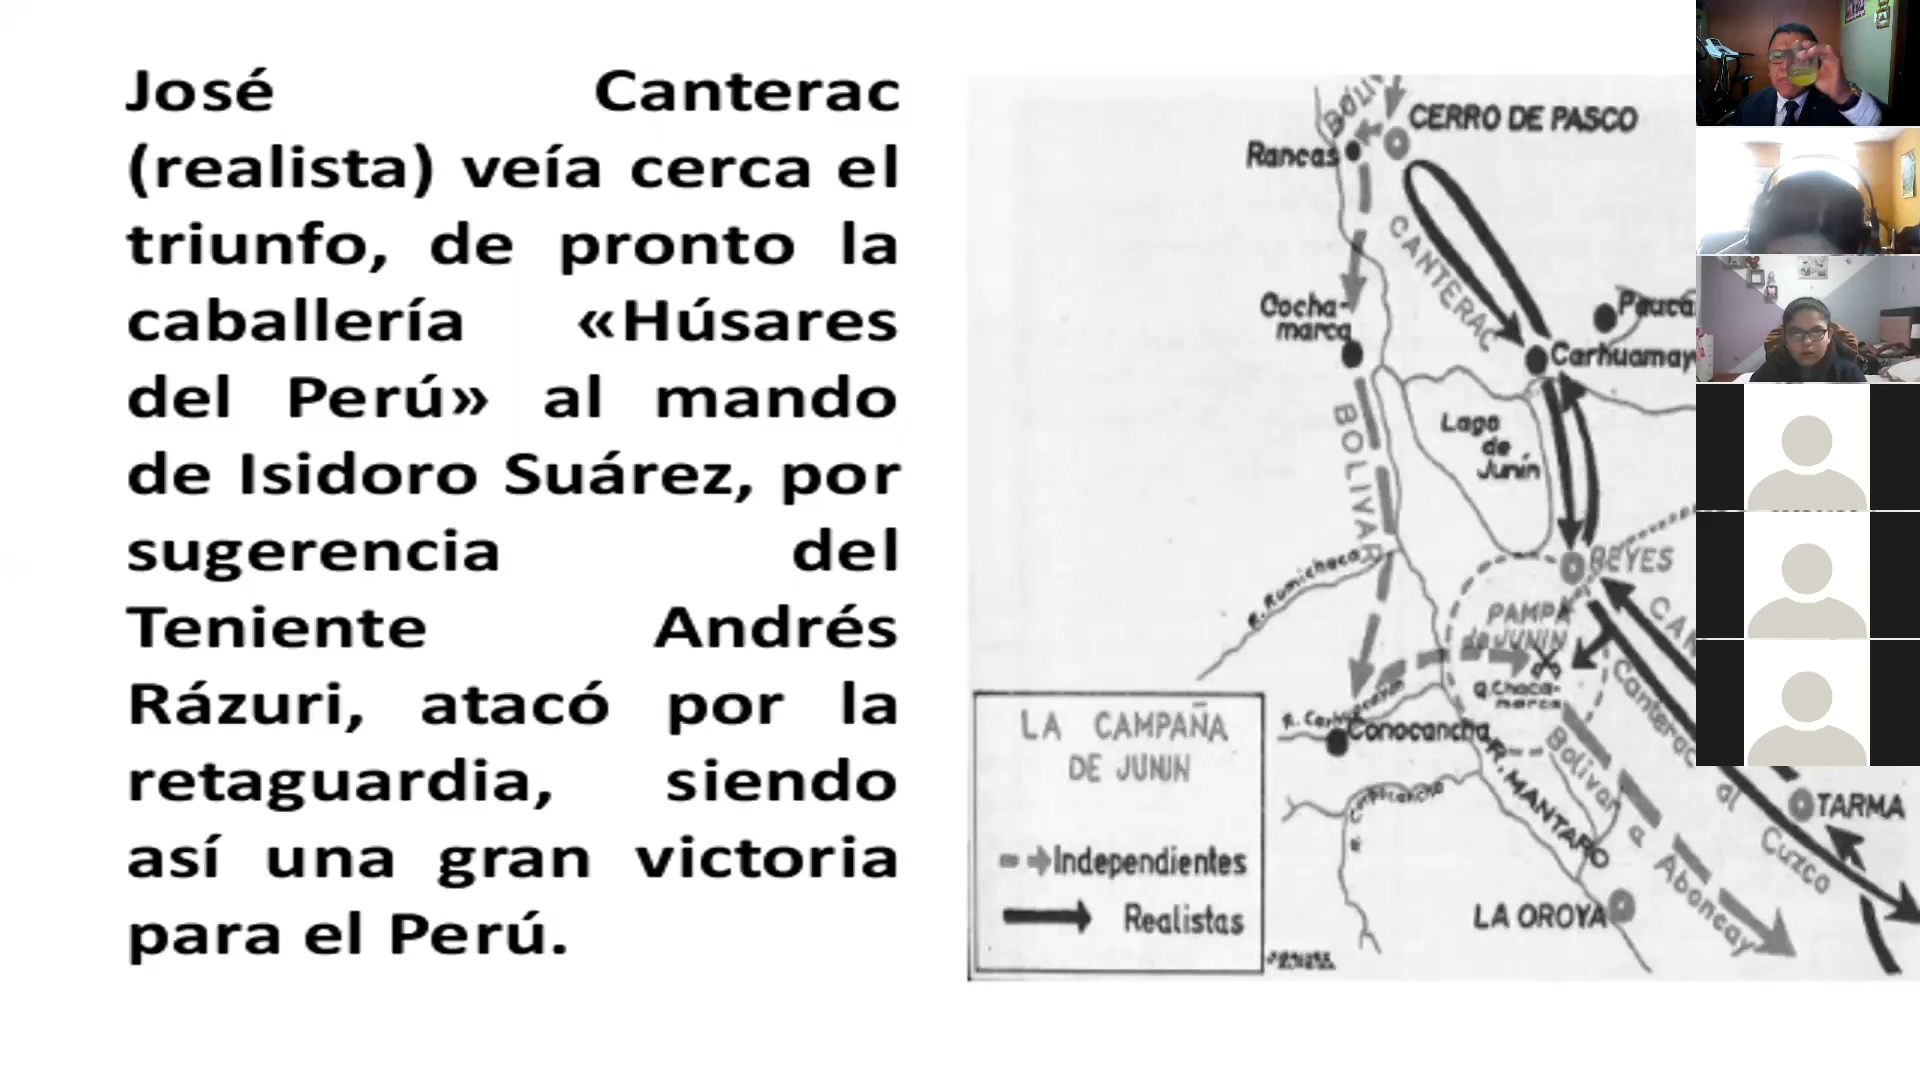 José Canterac
(realista) veía cerca el
triunfo, de pronto la
caballería «Húsares
del Perú» al mando
de Isidoro Suárez, por
sugerencia del
Teniente Andrés
Rázuri, atacó por la
retaguardia, siendo
así una gran victoria
para el Perú.
CERRO DE PASCO
Rancas
CANTERAC
Cocha-
marca
Carhuamay
Lago
de
Junín
BOLIVAR
REYES
R. Rumichaca
PAMPA
de JUNIN
q. Chaca-
marca
Conocancha
R. MANTARO
Canterac al Cuzco
Bolivar a Abancay
TARMA
LA OROYA
LA CAMPAÑA
DE JUNIN
Independientes
Realistas